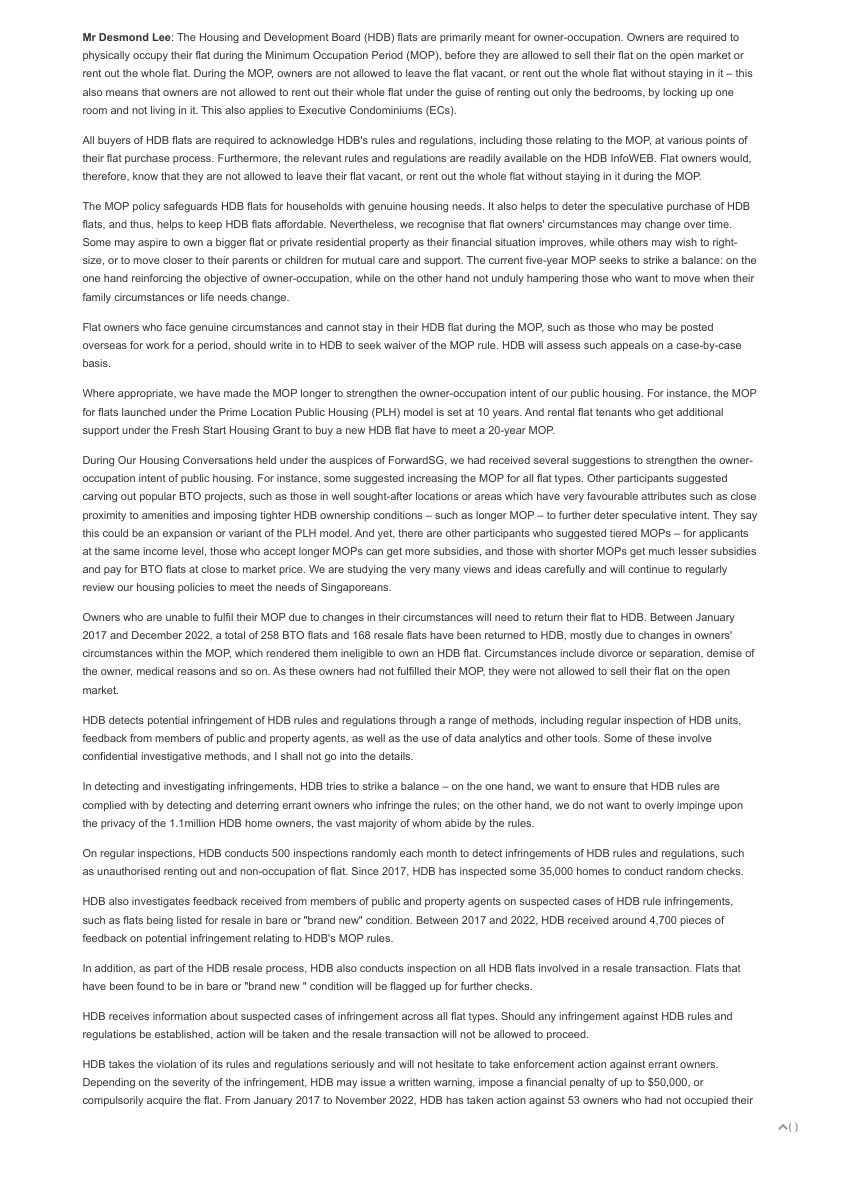 Mr Desmond Lee: The Housing and Development Board (HDB) flats are primarily meant for owner-occupation. Owners are required to
physically occupy their flat during the Minimum Occupation Period (MOP), before they are allowed to sell their flat on the open market or
rent out the whole flat. During the MOP, owners are not allowed to leave the flat vacant, or rent out the whole flat without staying in it – this
also means that owners are not allowed to rent out their whole flat under the guise of renting out only the bedrooms, by locking up one
room and not living in it. This also applies to Executive Condominiums (ECs).
All buyers of HDB flats are required to acknowledge HDB's rules and regulations, including those relating to the MOP, at various points of
their flat purchase process. Furthermore, the relevant rules and regulations are readily available on the HDB InfoWEB. Flat owners would,
therefore, know that they are not allowed to leave their flat vacant, or rent out the whole flat without staying in it during the MOP.
The MOP policy safeguards HDB flats for households with genuine housing needs. It also helps to deter the speculative purchase of HDB
flats, and thus, helps to keep HDB flats affordable. Nevertheless, we recognise that flat owners' circumstances may change over time.
Some may aspire to own a bigger flat or private residential property as their financial situation improves, while others may wish to right-
size, or to move closer to their parents or children for mutual care and support. The current five-year MOP seeks to strike a balance: on the
one hand reinforcing the objective of owner-occupation, while on the other hand not unduly hampering those who want to move when their
family circumstances or life needs change.
Flat owners who face genuine circumstances and cannot stay in their HDB flat during the MOP, such as those who may be posted
overseas for work for a period, should write in to HDB to seek waiver of the MOP rule. HDB will assess such appeals on a case-by-case
basis.
Where appropriate, we have made the MOP longer to strengthen the owner-occupation intent of our public housing. For instance, the MOP
for flats launched under the Prime Location Public Housing (PLH) model is set at 10 years. And rental flat tenants who get additional
support under the Fresh Start Housing Grant to buy a new HDB flat have to meet a 20-year MOP.
During Our Housing Conversations held under the auspices of ForwardSG, we had received several suggestions to strengthen the owner-
occupation intent of public housing. For instance, some suggested increasing the MOP for all flat types. Other participants suggested
carving out popular BTO projects, such as those in well sought-after locations or areas which have very favourable attributes such as close
proximity to amenities and imposing tighter HDB ownership conditions – such as longer MOP – to further deter speculative intent. They say
this could be an expansion or variant of the PLH model. And yet, there are other participants who suggested tiered MOPs – for applicants
at the same income level, those who accept longer MOPs can get more subsidies, and those with shorter MOPs get much lesser subsidies
and pay for BTO flats at close to market price. We are studying the very many views and ideas carefully and will continue to regularly
review our housing policies to meet the needs of Singaporeans.
Owners who are unable to fulfil their MOP due to changes in their circumstances will need to return their flat to HDB. Between January
2017 and December 2022, a total of 258 BTO flats and 168 resale flats have been returned to HDB, mostly due to changes in owners'
circumstances within the MOP, which rendered them ineligible to own an HDB flat. Circumstances include divorce or separation, demise of
the owner, medical reasons and so on. As these owners had not fulfilled their MOP, they were not allowed to sell their flat on the open
market.
HDB detects potential infringement of HDB rules and regulations through a range of methods, including regular inspection of HDB units,
feedback from members of public and property agents, as well as the use of data analytics and other tools. Some of these involve
confidential investigative methods, and I shall not go into the details.
In detecting and investigating infringements, HDB tries to strike a balance – on the one hand, we want to ensure that HDB rules are
complied with by detecting and deterring errant owners who infringe the rules; on the other hand, we do not want to overly impinge upon
the privacy of the 1.1million HDB home owners, the vast majority of whom abide by the rules.
On regular inspections, HDB conducts 500 inspections randomly each month to detect infringements of HDB rules and regulations, such
as unauthorised renting out and non-occupation of flat. Since 2017, HDB has inspected some 35,000 homes to conduct random checks.
HDB also investigates feedback received from members of public and property agents on suspected cases of HDB rule infringements,
such as flats being listed for resale in bare or "brand new" condition. Between 2017 and 2022, HDB received around 4,700 pieces of
feedback on potential infringement relating to HDB's MOP rules.
In addition, as part of the HDB resale process, HDB also conducts inspection on all HDB flats involved in a resale transaction. Flats that
have been found to be in bare or "brand new " condition will be flagged up for further checks.
HDB receives information about suspected cases of infringement across all flat types. Should any infringement against HDB rules and
regulations be established, action will be taken and the resale transaction will not be allowed to proceed.
HDB takes the violation of its rules and regulations seriously and will not hesitate to take enforcement action against errant owners.
Depending on the severity of the infringement, HDB may issue a written warning, impose a financial penalty of up to $50,000, or
compulsorily acquire the flat. From January 2017 to November 2022, HDB has taken action against 53 owners who had not occupied their
( )